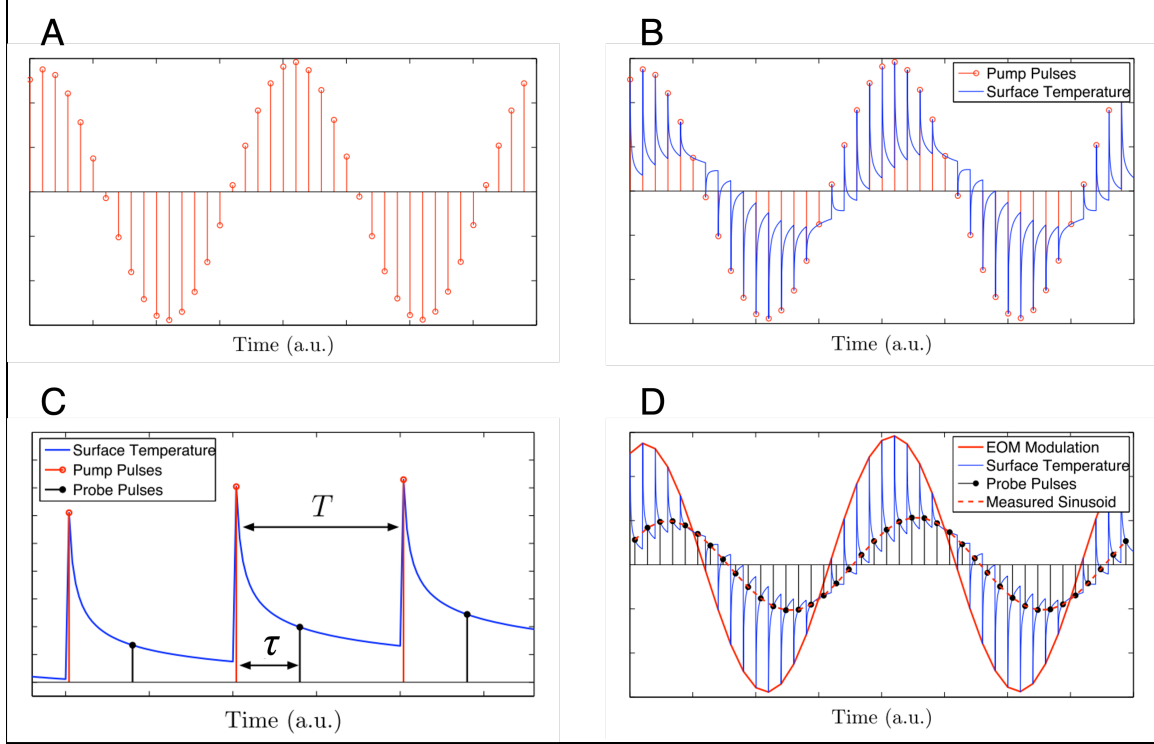 A
Time (a.u.)
B
Pump Pulses
Surface Temperature
Time (a.u.)
C
Surface Temperature
Pump Pulses
Probe Pulses
T
τ
Time (a.u.)
D
EOM Modulation
Surface Temperature
Probe Pulses
Measured Sinusoid
Time (a.u.)